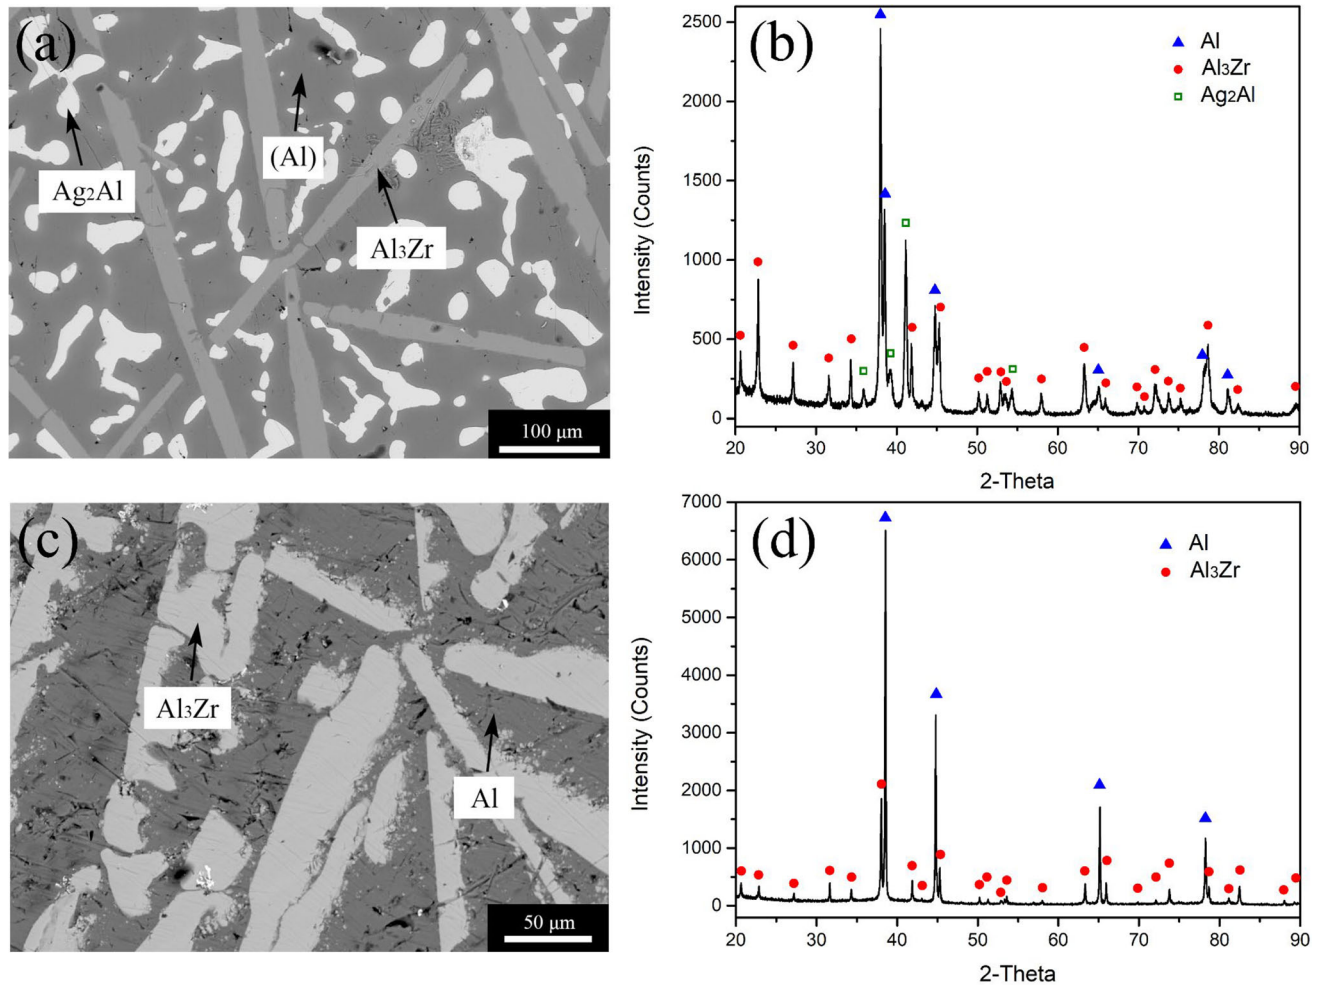 (a)
(Al)
Ag₂Al
Al₃Zr
100 μm
(b)
Al
Al₃Zr
Ag₂Al
2500
2000
1500
1000
500
0
Intensity (Counts)
20 30 40 50 60 70 80 90
2-Theta
(c)
Al₃Zr
Al
50 μm
(d)
Al
Al₃Zr
7000
6000
5000
4000
3000
2000
1000
0
Intensity (Counts)
20 30 40 50 60 70 80 90
2-Theta